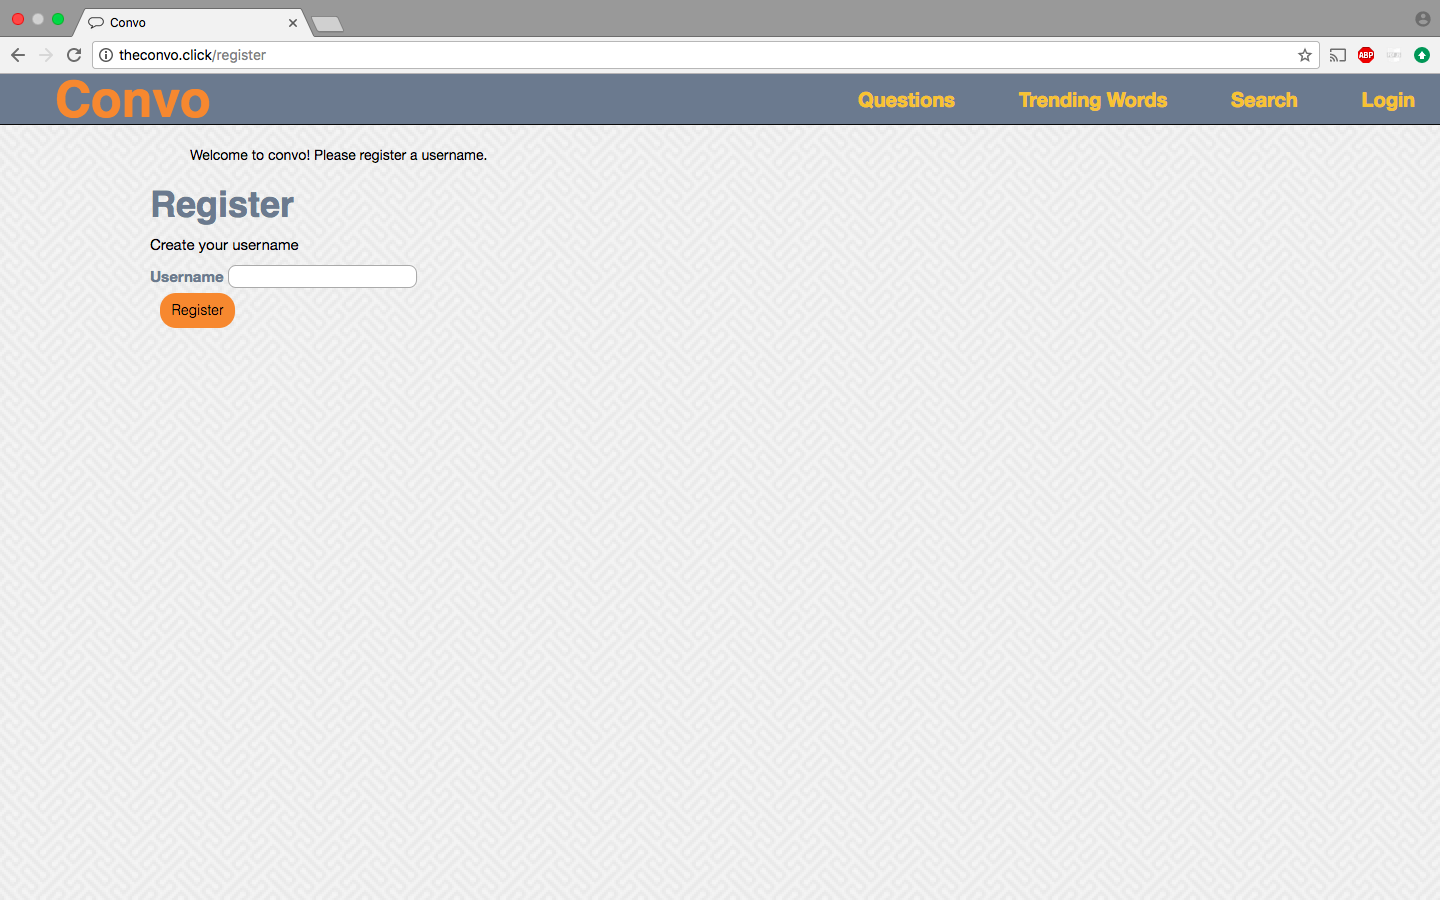 Convo
theconvo.click/register
ABP
Convo
Questions
Trending Words
Search
Login
Welcome to convo! Please register a username.
Register
Create your username
Username
Register